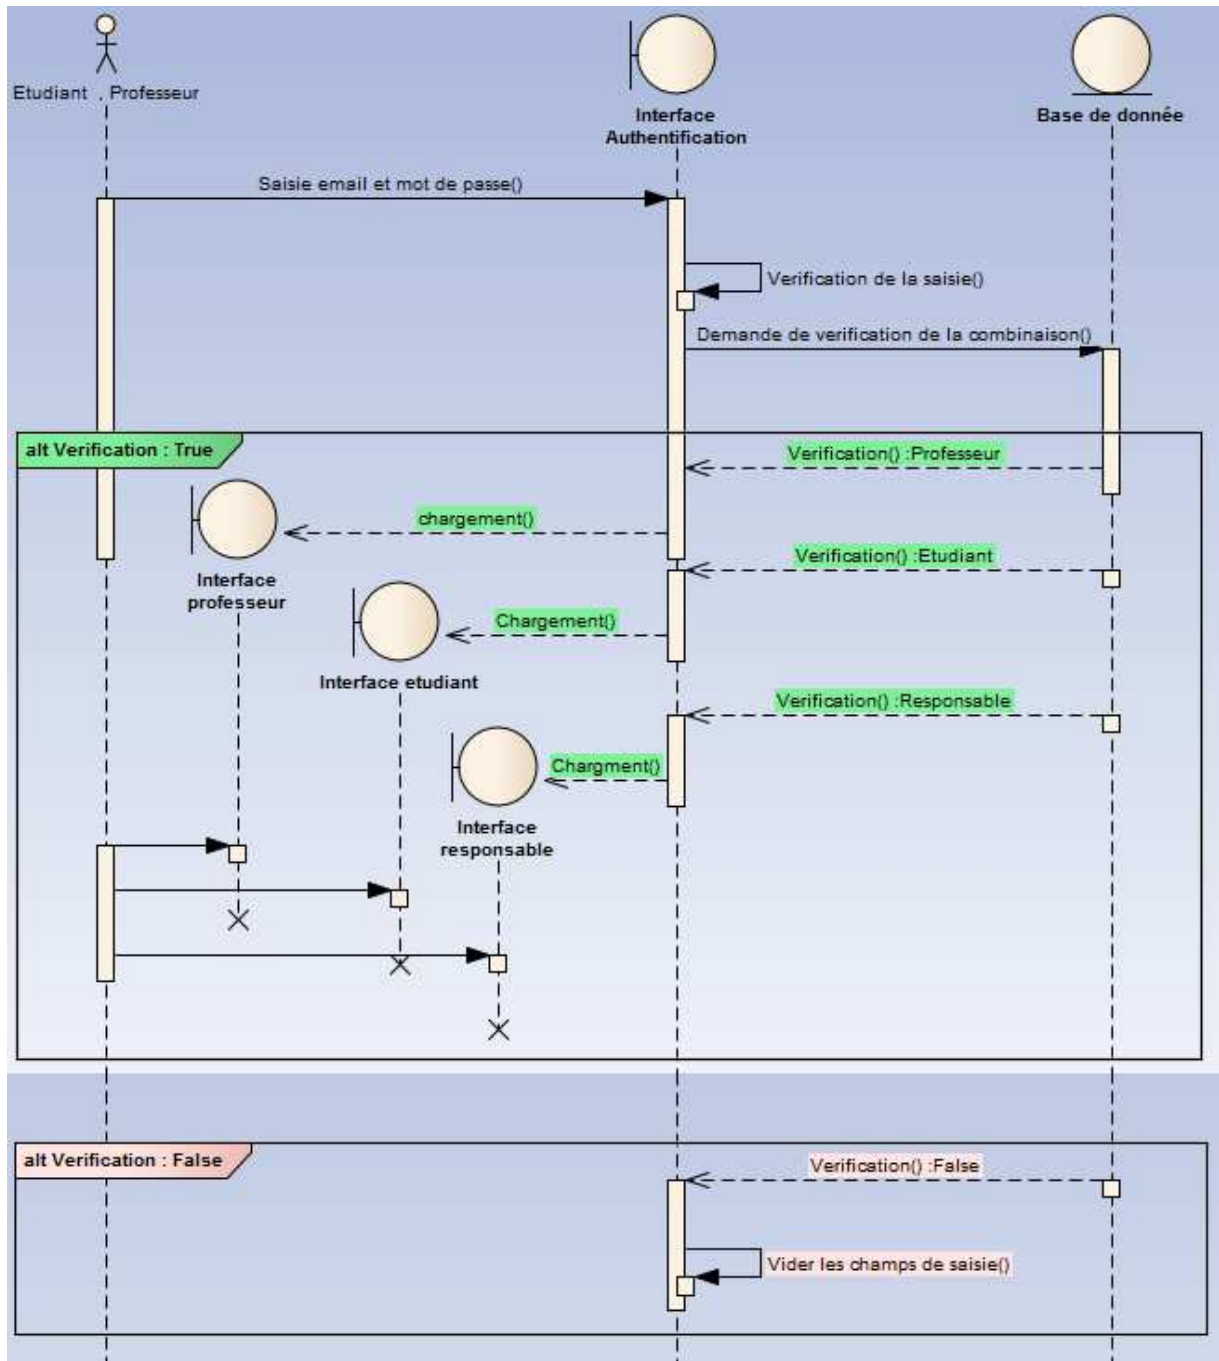 Etudiant , Professeur
Interface
Authentification
Base de donnée
Saisie email et mot de passe()
Verification de la saisie()
Demande de verification de la combinaison()
alt Verification : True
Verification() :Professeur
chargement()
Interface
professeur
Verification() :Etudiant
Chargement()
Interface etudiant
Verification() :Responsable
Chargment()
Interface
responsable
alt Verification : False
Verification() :False
Vider les champs de saisie()